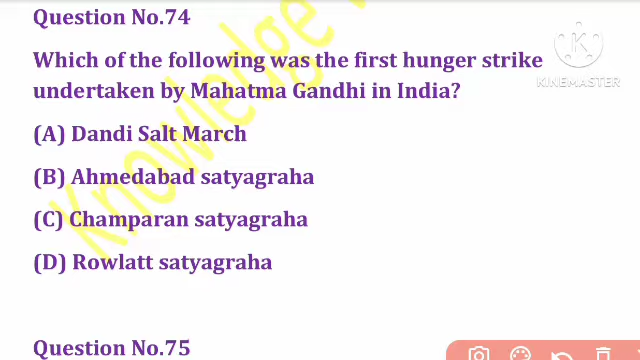 Question No.74
KINEMASTER
Which of the following was the first hunger strike
undertaken by Mahatma Gandhi in India?
(A) Dandi Salt March
(B) Ahmedabad satyagraha
(C) Champaran satyagraha
(D) Rowlatt satyagraha
Knowledge
Question No.75